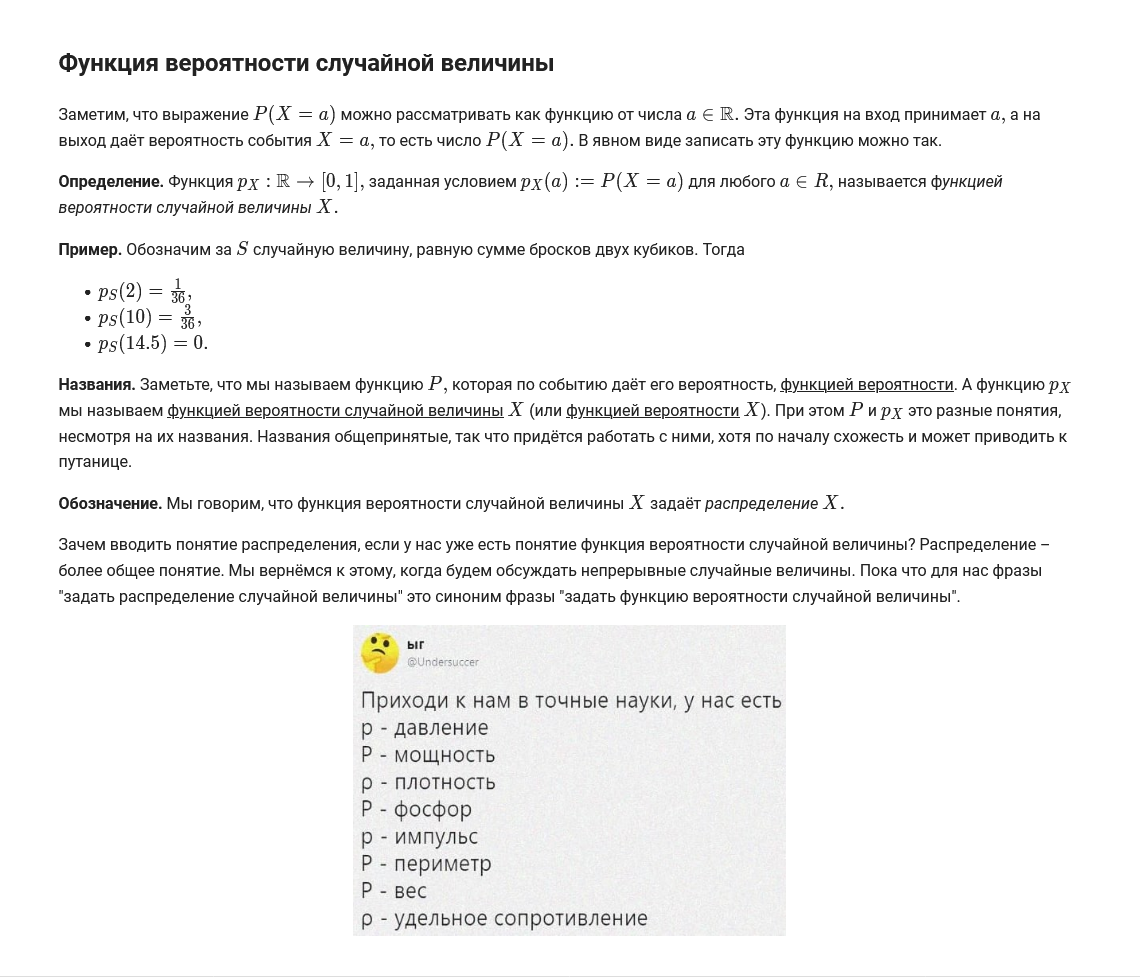 Функция вероятности случайной величины
Заметим, что выражение P(X = a) можно рассматривать как функцию от числа a ∈ ℝ. Эта функция на вход принимает a, а на
выход даёт вероятность события X = a, то есть число P(X = a). В явном виде записать эту функцию можно так.
Определение. Функция p_X : ℝ → [0, 1], заданная условием p_X(a) := P(X = a) для любого a ∈ R, называется функцией
вероятности случайной величины X.
Пример. Обозначим за S случайную величину, равную сумме бросков двух кубиков. Тогда
• p_S(2) = 1/36,
• p_S(10) = 3/36,
• p_S(14.5) = 0.
Названия. Заметьте, что мы называем функцию P, которая по событию даёт его вероятность, функцией вероятности. А функцию p_X
мы называем функцией вероятности случайной величины X (или функцией вероятности X). При этом P и p_X это разные понятия,
несмотря на их названия. Названия общепринятые, так что придётся работать с ними, хотя по началу схожесть и может приводить к
путанице.
Обозначение. Мы говорим, что функция вероятности случайной величины X задаёт распределение X.
Зачем вводить понятие распределения, если у нас уже есть понятие функция вероятности случайной величины? Распределение –
более общее понятие. Мы вернёмся к этому, когда будем обсуждать непрерывные случайные величины. Пока что для нас фразы
"задать распределение случайной величины" это синоним фразы "задать функцию вероятности случайной величины".
ыг
@Undersuccer
Приходи к нам в точные науки, у нас есть
p - давление
P - мощность
ρ - плотность
P - фосфор
p - импульс
P - периметр
P - вес
ρ - удельное сопротивление